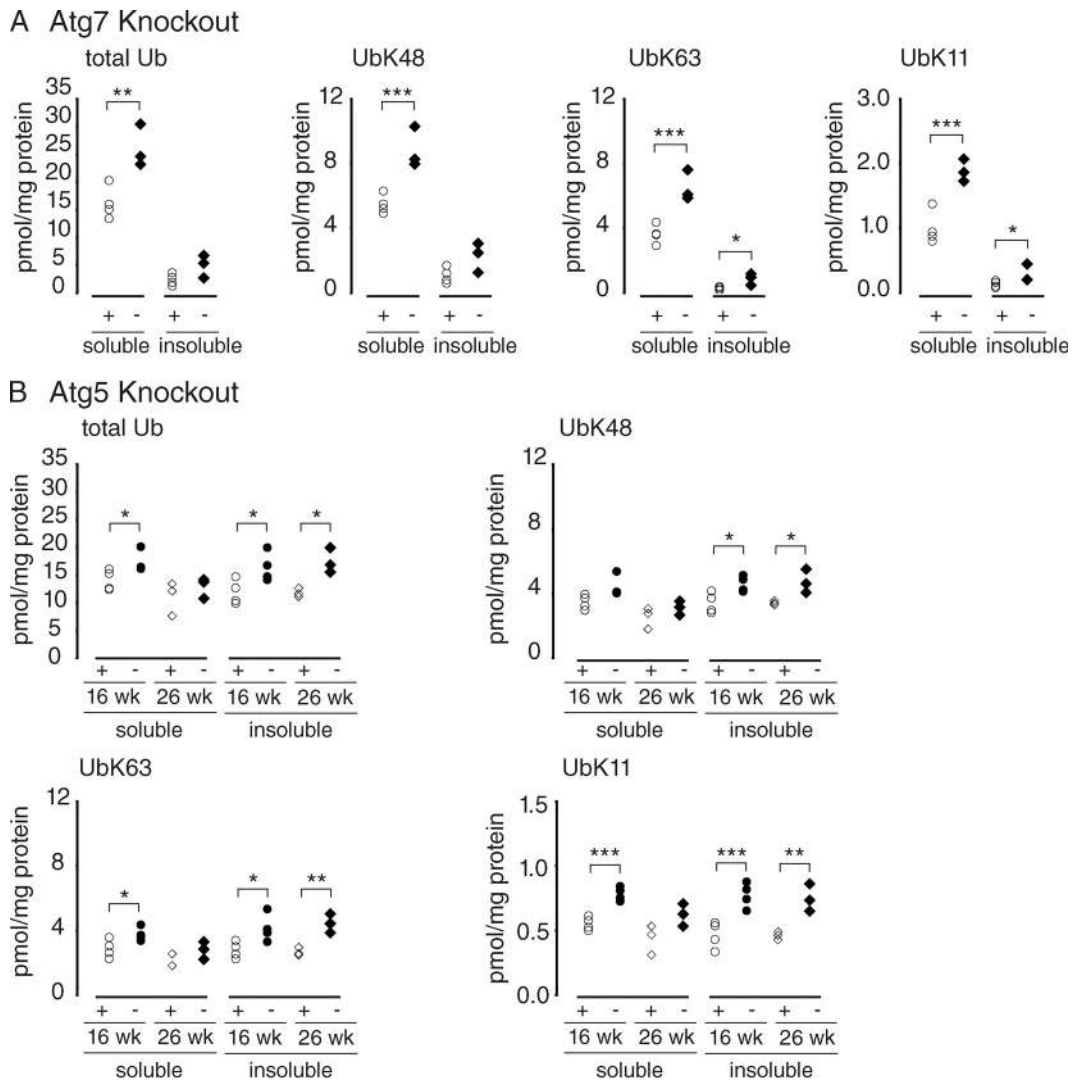 A Atg7 Knockout
total Ub UbK48 UbK63 UbK11
pmol/mg protein
35
30
25
20
15
10
5
0
**
+ - + -
soluble insoluble
pmol/mg protein
12
8
4
0
***
+ - + -
soluble insoluble
pmol/mg protein
12
8
4
0
***
*
+ - + -
soluble insoluble
pmol/mg protein
3.0
2.0
1.0
0.0
***
*
+ - + -
soluble insoluble
B Atg5 Knockout
total Ub
pmol/mg protein
35
30
25
20
15
10
5
0
* * *
+ - + - + - + -
16 wk 26 wk 16 wk 26 wk
soluble insoluble
UbK48
pmol/mg protein
12
8
4
0
* *
+ - + - + - + -
16 wk 26 wk 16 wk 26 wk
soluble insoluble
UbK63
pmol/mg protein
12
8
4
0
* * **
+ - + - + - + -
16 wk 26 wk 16 wk 26 wk
soluble insoluble
UbK11
pmol/mg protein
1.5
1.0
0.5
0.0
*** *** **
+ - + - + - + -
16 wk 26 wk 16 wk 26 wk
soluble insoluble